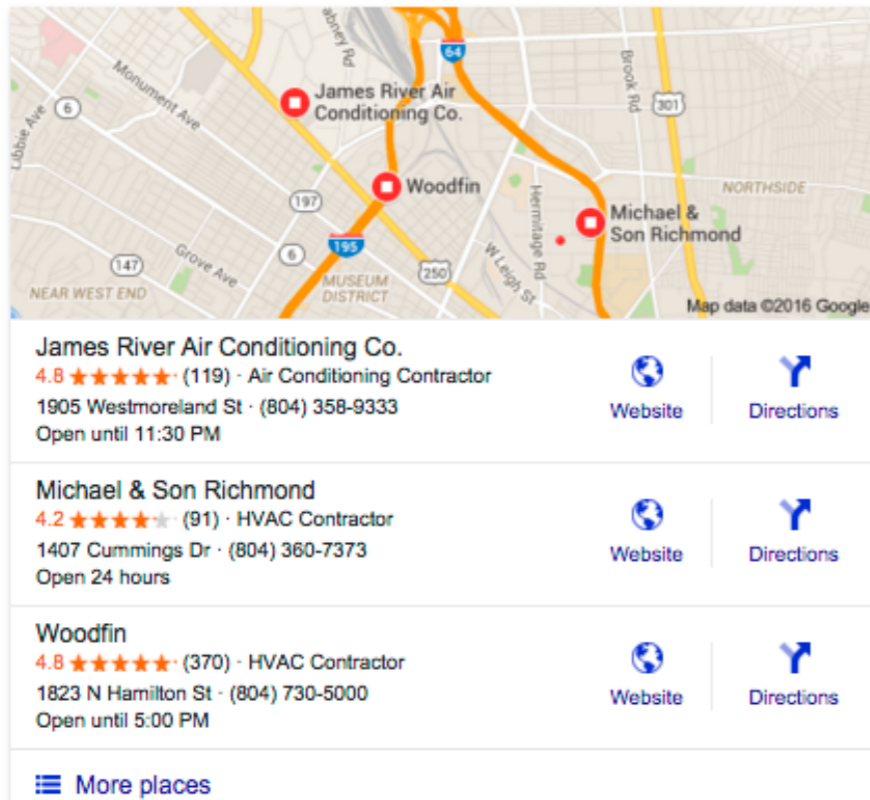 abney Rd
64
Monument Ave
James River Air
Conditioning Co.
Brook Rd
301
6
Libbie Ave
Woodfin
NORTHSIDE
197
Hermitage Rd
Michael &
Son Richmond
195
6
147
Grove Ave
W Leigh St
250
MUSEUM
DISTRICT
NEAR WEST END
Map data ©2016 Google
James River Air Conditioning Co.
4.8 (119) · Air Conditioning Contractor
1905 Westmoreland St · (804) 358-9333
Open until 11:30 PM
Website
Directions
Michael & Son Richmond
4.2 (91) · HVAC Contractor
1407 Cummings Dr · (804) 360-7373
Open 24 hours
Website
Directions
Woodfin
4.8 (370) · HVAC Contractor
1823 N Hamilton St · (804) 730-5000
Open until 5:00 PM
Website
Directions
More places